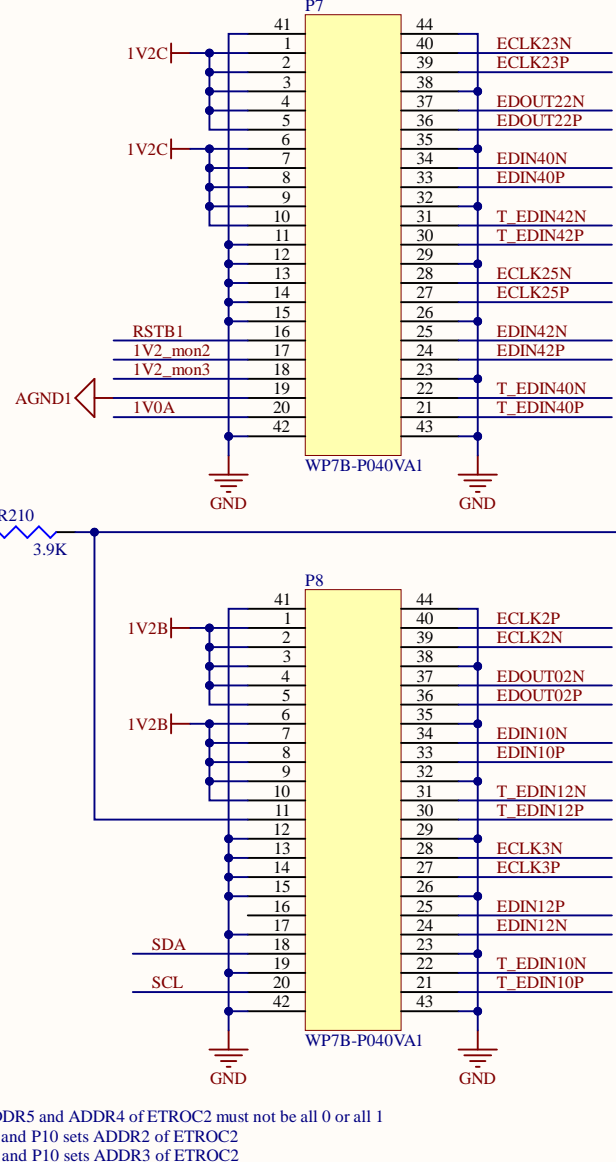 P7
41 44
1V2C 1 40 ECLK23N
2 39 ECLK23P
3 38
4 37 EDOUT22N
5 36 EDOUT22P
1V2C 6 35
7 34 EDIN40N
8 33 EDIN40P
9 32
10 31 T_EDIN42N
11 30 T_EDIN42P
12 29
13 28 ECLK25N
14 27 ECLK25P
15 26
RSTB1 16 25 EDIN42N
1V2_mon2 17 24 EDIN42P
1V2_mon3 18 23
AGND1 19 22 T_EDIN40N
1V0A 20 21 T_EDIN40P
42 43
WP7B-P040VA1
GND GND
R210
3.9K
P8
41 44
1V2B 1 40 ECLK2P
2 39 ECLK2N
3 38
4 37 EDOUT02N
5 36 EDOUT02P
1V2B 6 35
7 34 EDIN10N
8 33 EDIN10P
9 32
10 31 T_EDIN12N
11 30 T_EDIN12P
12 29
13 28 ECLK3N
14 27 ECLK3P
15 26
16 25 EDIN12P
17 24 EDIN12N
SDA 18 23
19 22 T_EDIN10N
SCL 20 21 T_EDIN10P
42 43
WP7B-P040VA1
GND GND
DDR5 and ADDR4 of ETROC2 must not be all 0 or all 1
and P10 sets ADDR2 of ETROC2
and P10 sets ADDR3 of ETROC2